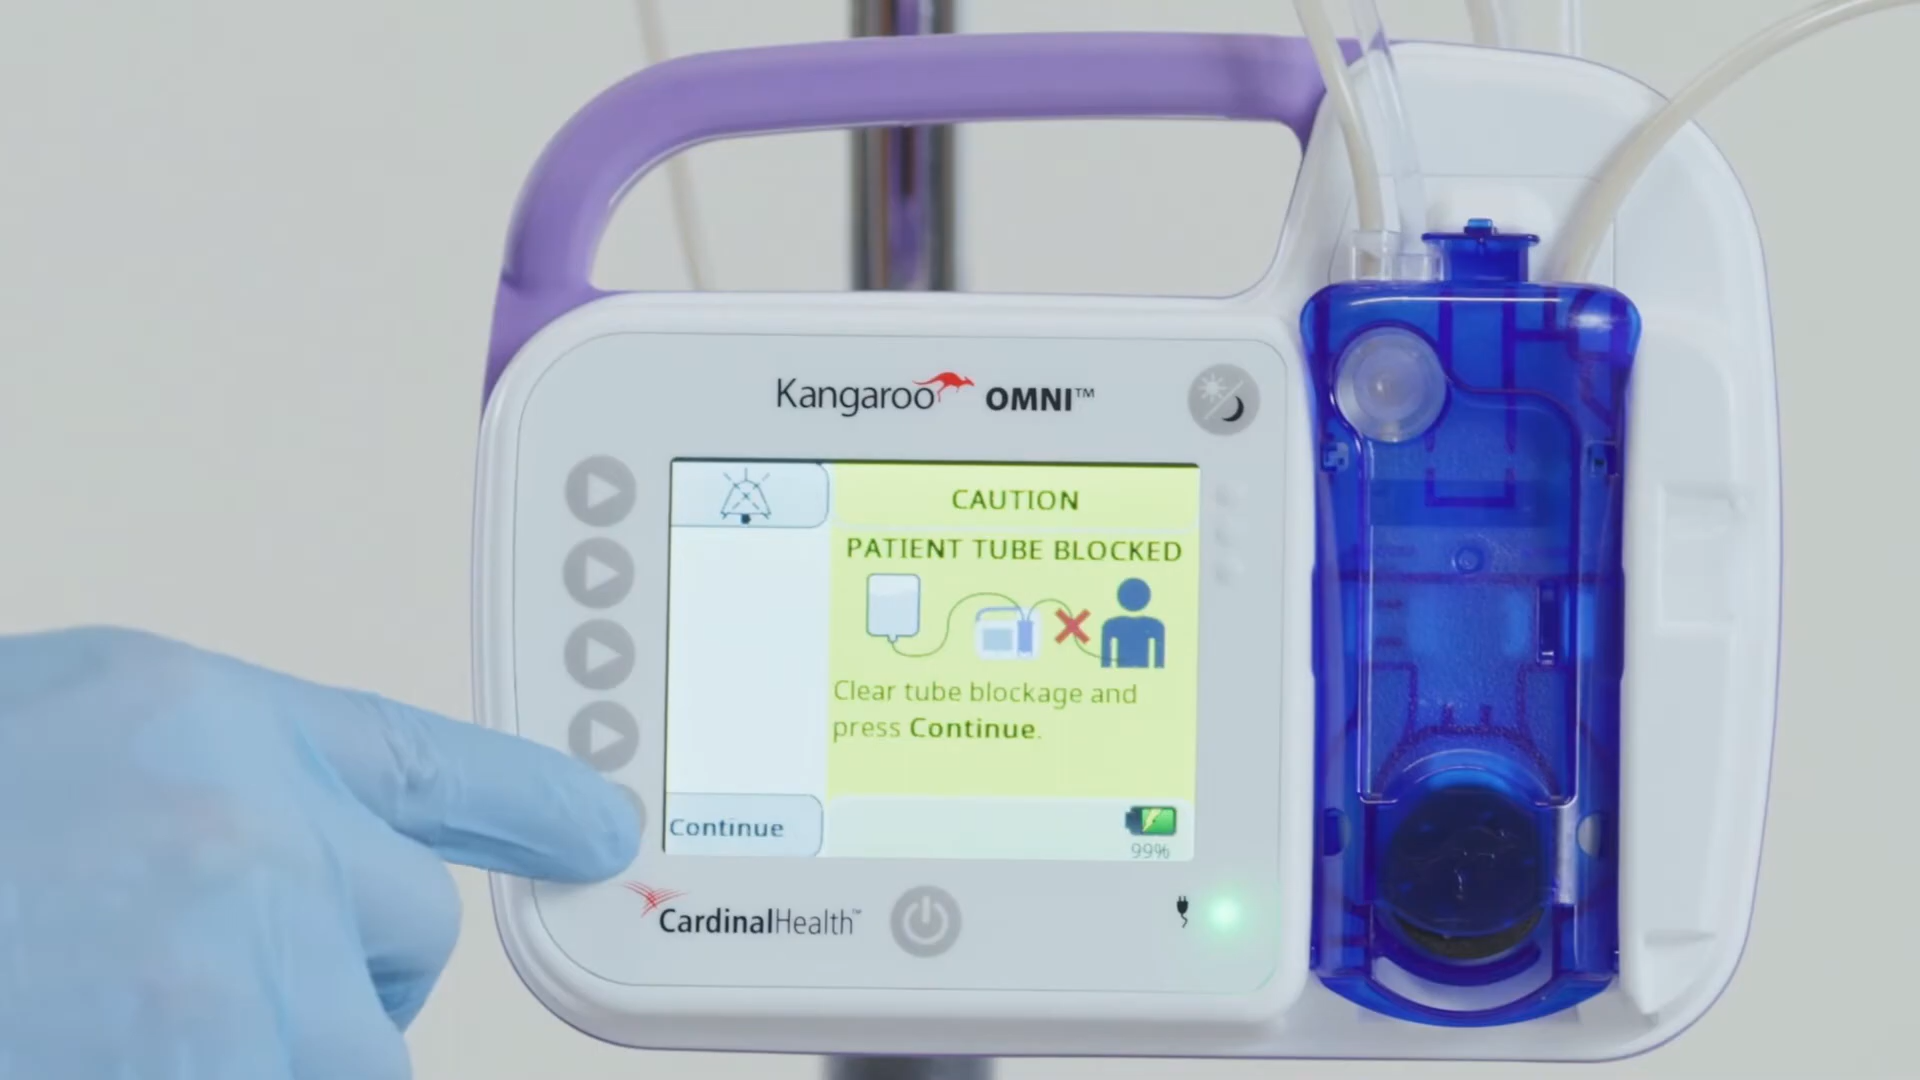 Kangaroo OMNI™
CAUTION
PATIENT TUBE BLOCKED
Clear tube blockage and
press Continue.
Continue
99%
CardinalHealth™